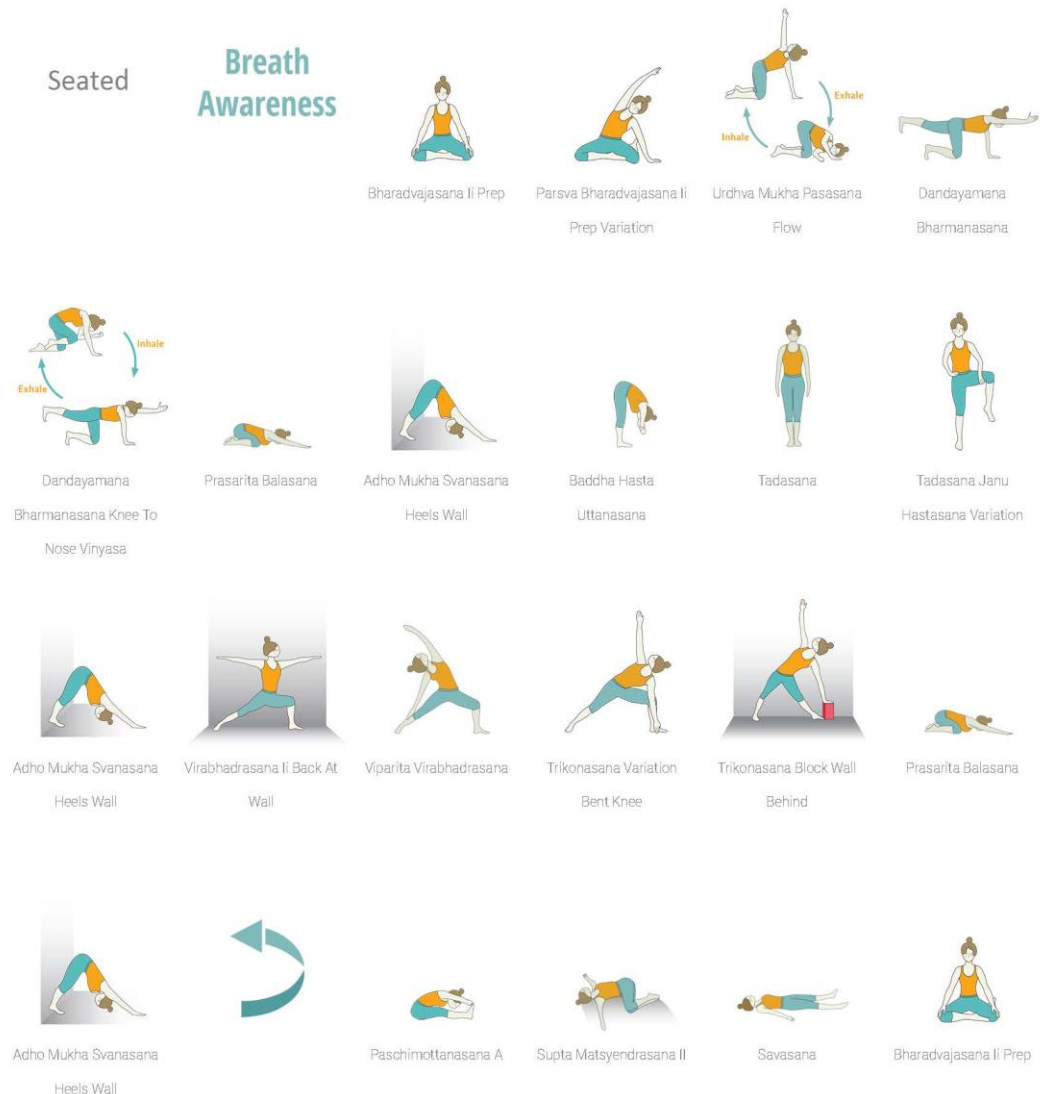 Seated
Breath
Awareness
Bharadvajasana Ii Prep
Parsva Bharadvajasana Ii
Prep Variation
Exhale
Inhale
Urdhva Mukha Pasasana
Flow
Dandayamana
Bharmanasana
Inhale
Exhale
Dandayamana
Bharmanasana Knee To
Nose Vinyasa
Prasarita Balasana
Adho Mukha Svanasana
Heels Wall
Baddha Hasta
Uttanasana
Tadasana
Tadasana Janu
Hastasana Variation
Adho Mukha Svanasana
Heels Wall
Virabhadrasana Ii Back At
Wall
Viparita Virabhadrasana
Trikonasana Variation
Bent Knee
Trikonasana Block Wall
Behind
Prasarita Balasana
Adho Mukha Svanasana
Heels Wall
Paschimottanasana A
Supta Matsyendrasana II
Savasana
Bharadvajasana Ii Prep